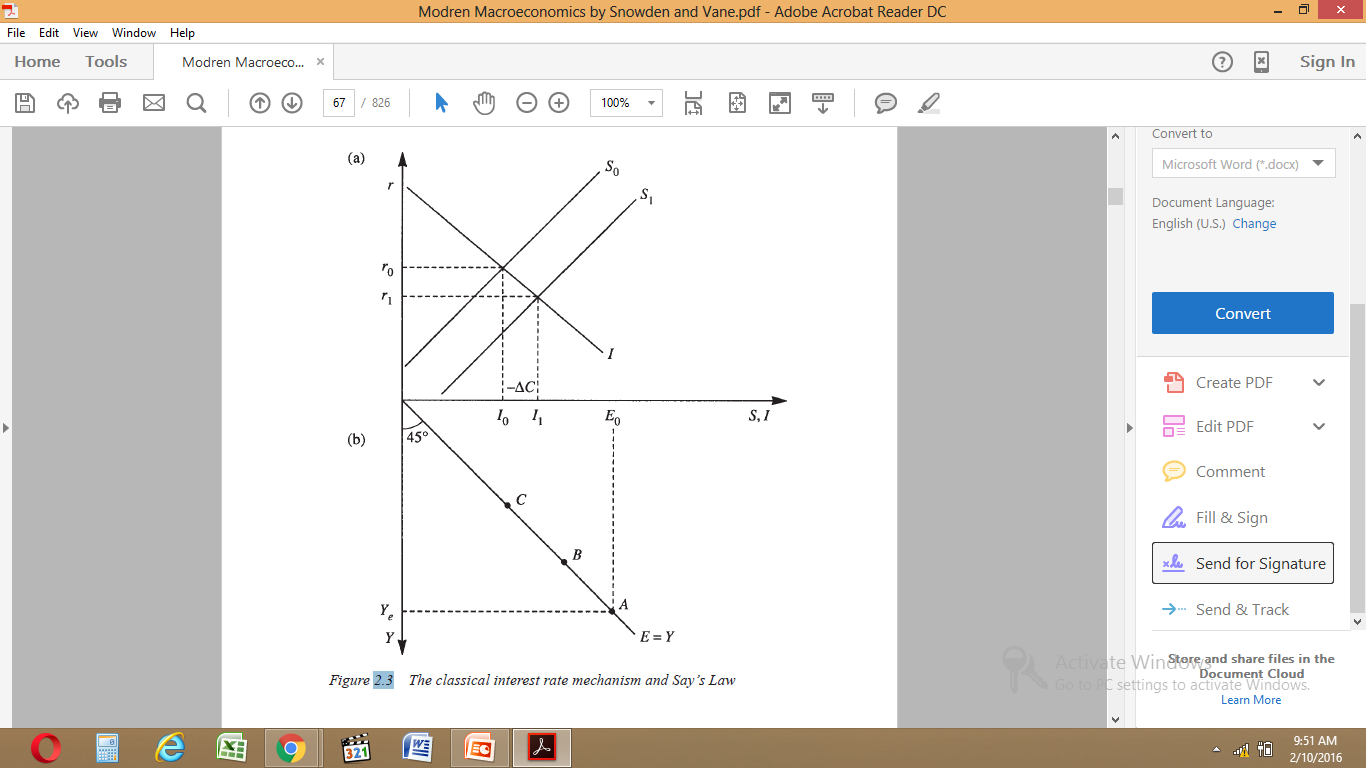 Modren Macroeconomics by Snowden and Vane.pdf - Adobe Acrobat Reader DC
File Edit View Window Help
Home Tools Modren Macroeco... × Sign In
67 / 826 100%
Convert to
Microsoft Word (*.docx)
Document Language:
English (U.S.) Change
Convert
Create PDF
Edit PDF
Comment
Fill & Sign
Send for Signature
Send & Track
Store and share files in the
Document Cloud
Learn More
Activate Windows
Go to PC settings to activate Windows.
(a)
r
S0
S1
r0
r1
I
–ΔC
I0 I1 E0 S, I
45°
(b)
C
B
A
Ye
Y
E = Y
Figure 2.3 The classical interest rate mechanism and Say's Law
321
9:51 AM
2/10/2016